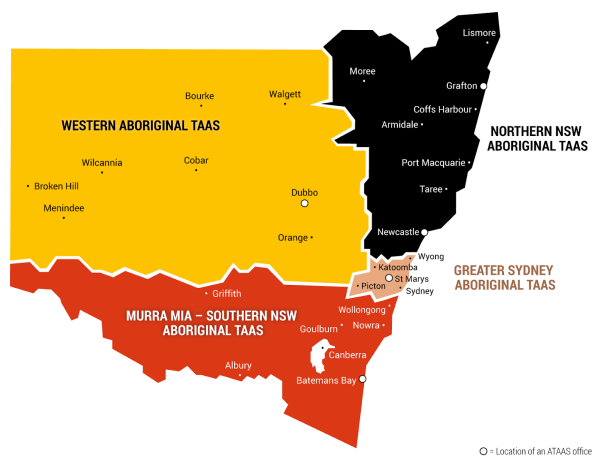 Lismore
Moree
Grafton
Bourke
Walgett
Coffs Harbour
WESTERN ABORIGINAL TAAS
Armidale
NORTHERN NSW
ABORIGINAL TAAS
Wilcannia
Cobar
Port Macquarie
Broken Hill
Taree
Dubbo
Menindee
Newcastle
Orange
Wyong
Katoomba
GREATER SYDNEY
ABORIGINAL TAAS
St Marys
Picton
Sydney
Griffith
Wollongong
MURRA MIA – SOUTHERN NSW
ABORIGINAL TAAS
Goulburn
Nowra
Canberra
Albury
Batemans Bay
= Location of an ATAAS office